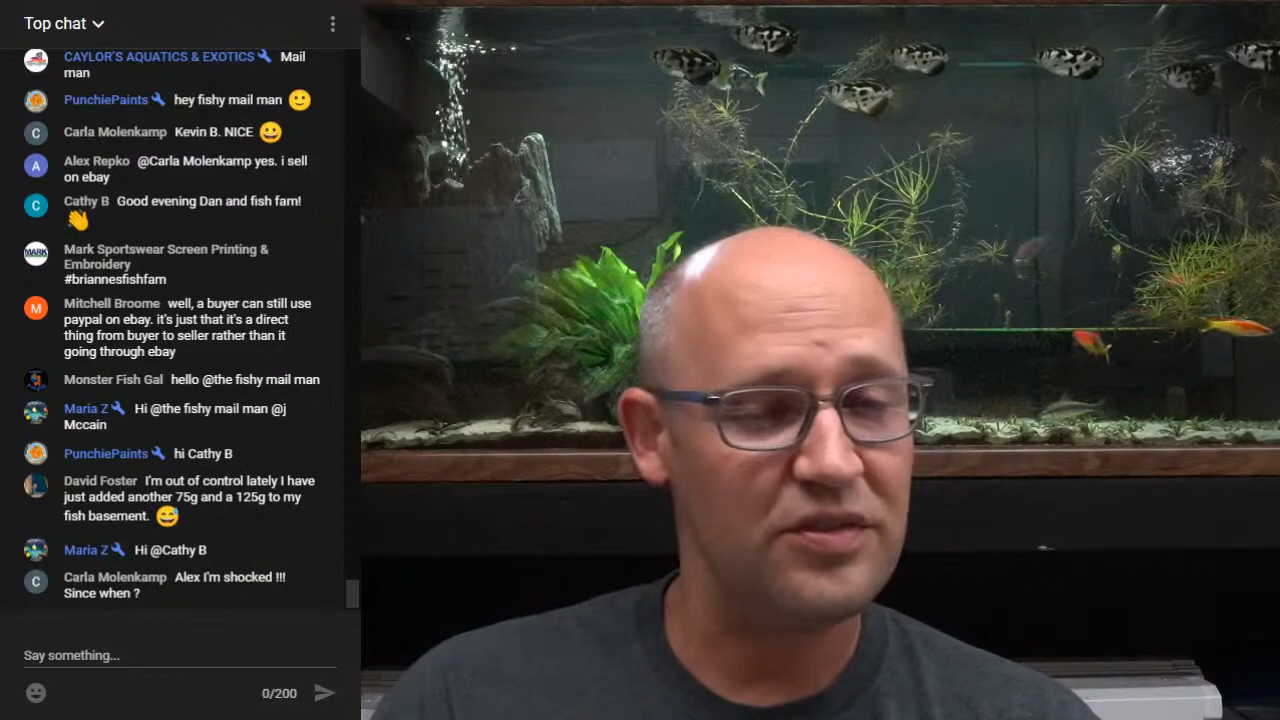 Top chat
CAYLOR'S AQUATICS & EXOTICS Mail
man
PunchiePaints hey fishy mail man
Carla Molenkamp Kevin B. NICE
Alex Repko @Carla Molenkamp yes. i sell
on ebay
Cathy B Good evening Dan and fish fam!
Mark Sportswear Screen Printing &
Embroidery
#briannesfishfam
Mitchell Broome well, a buyer can still use
paypal on ebay. it's just that it's a direct
thing from buyer to seller rather than it
going through ebay
Monster Fish Gal hello @the fishy mail man
Maria Z Hi @the fishy mail man @j
Mccain
PunchiePaints hi Cathy B
David Foster I'm out of control lately I have
just added another 75g and a 125g to my
fish basement.
Maria Z Hi @Cathy B
Carla Molenkamp Alex I'm shocked !!!
Since when ?
Say something...
0/200